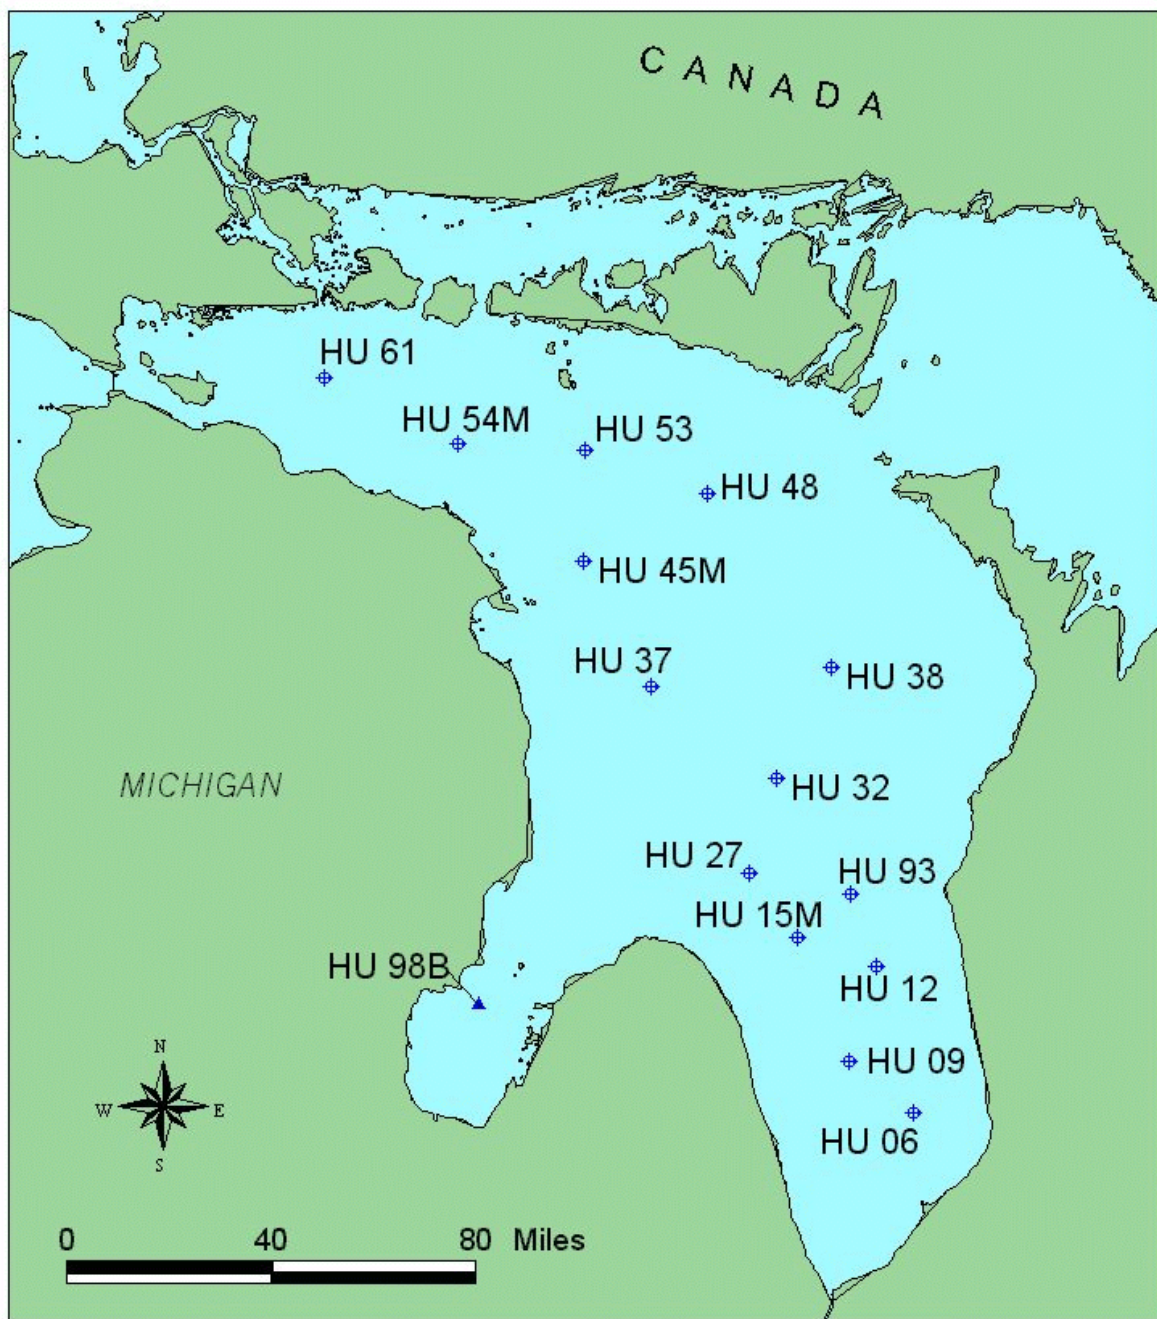 CANADA
HU 61
HU 54M
HU 53
HU 48
HU 45M
HU 37
HU 38
MICHIGAN
HU 32
HU 27
HU 93
HU 15M
HU 98B
HU 12
N
W E
S
HU 09
HU 06
0 40 80 Miles